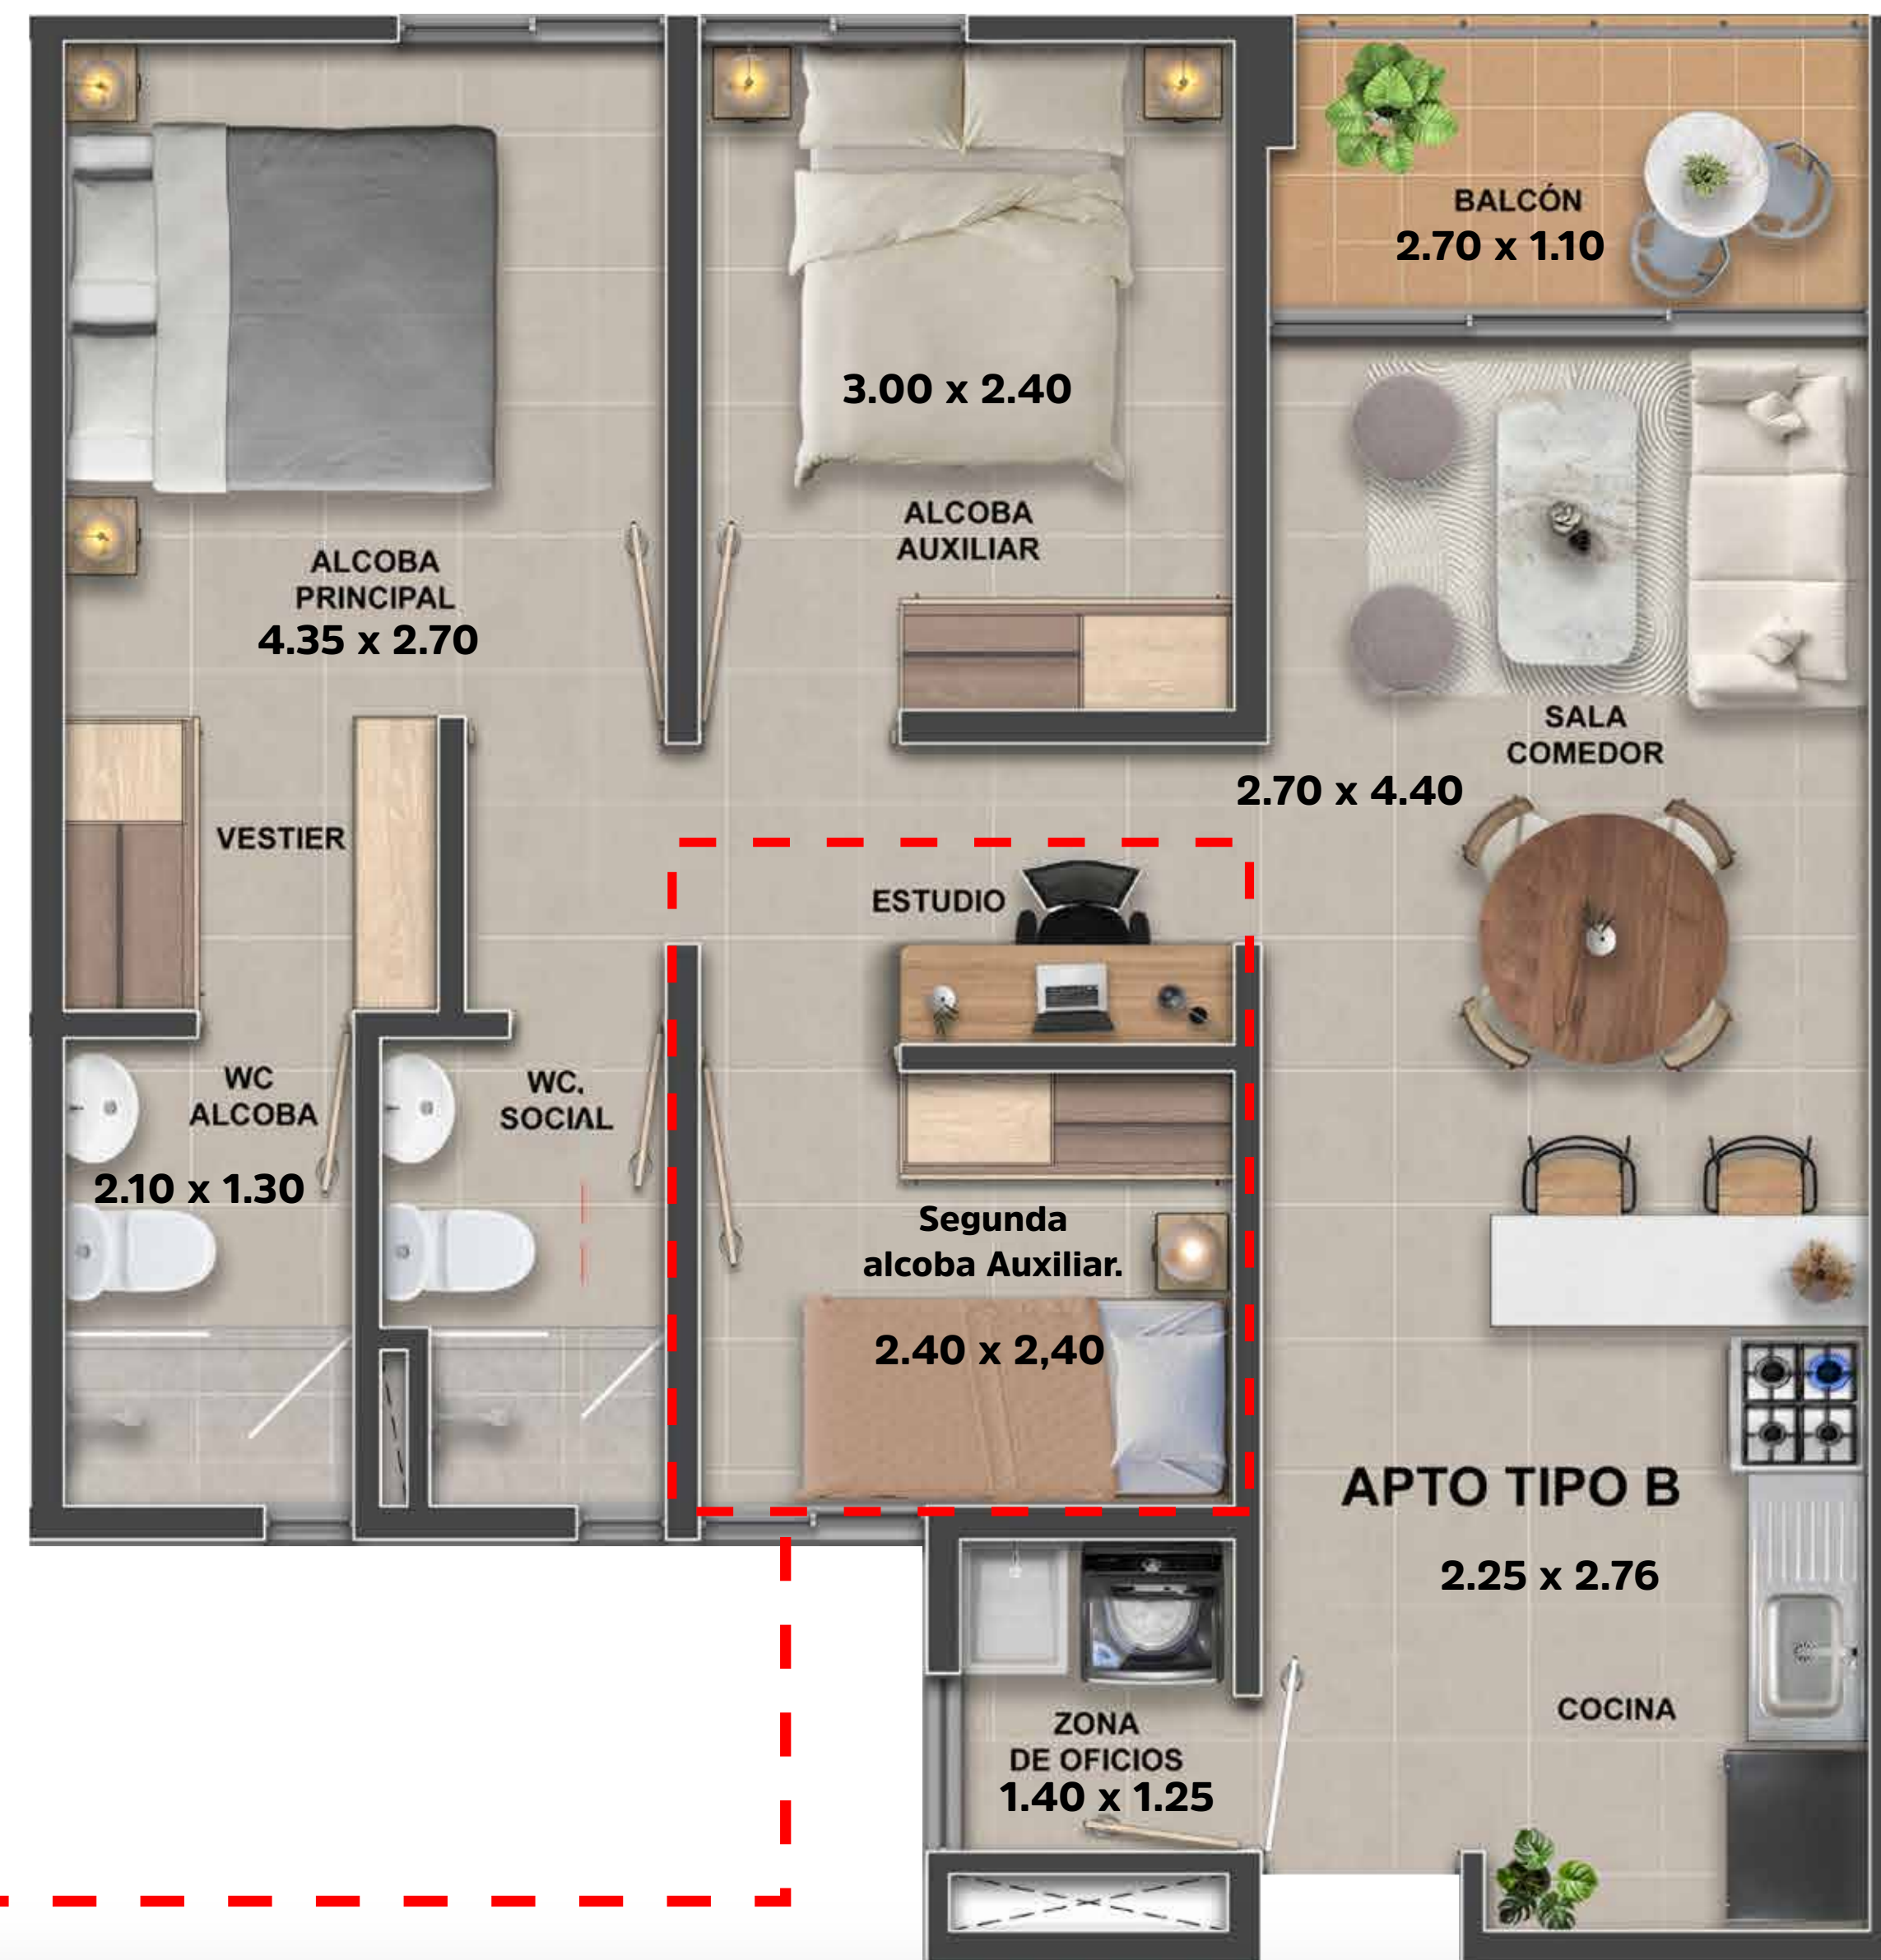 BALCÓN
2.70 x 1.10
3.00 x 2.40
ALCOBA
AUXILIAR
ALCOBA
PRINCIPAL
4.35 x 2.70
SALA
COMEDOR
2.70 x 4.40
VESTIER
ESTUDIO
WC
ALCOBA
2.10 x 1.30
WC.
SOCIAL
Segunda
alcoba Auxiliar.
2.40 x 2,40
APTO TIPO B
2.25 x 2.76
COCINA
ZONA
DE OFICIOS
1.40 x 1.25